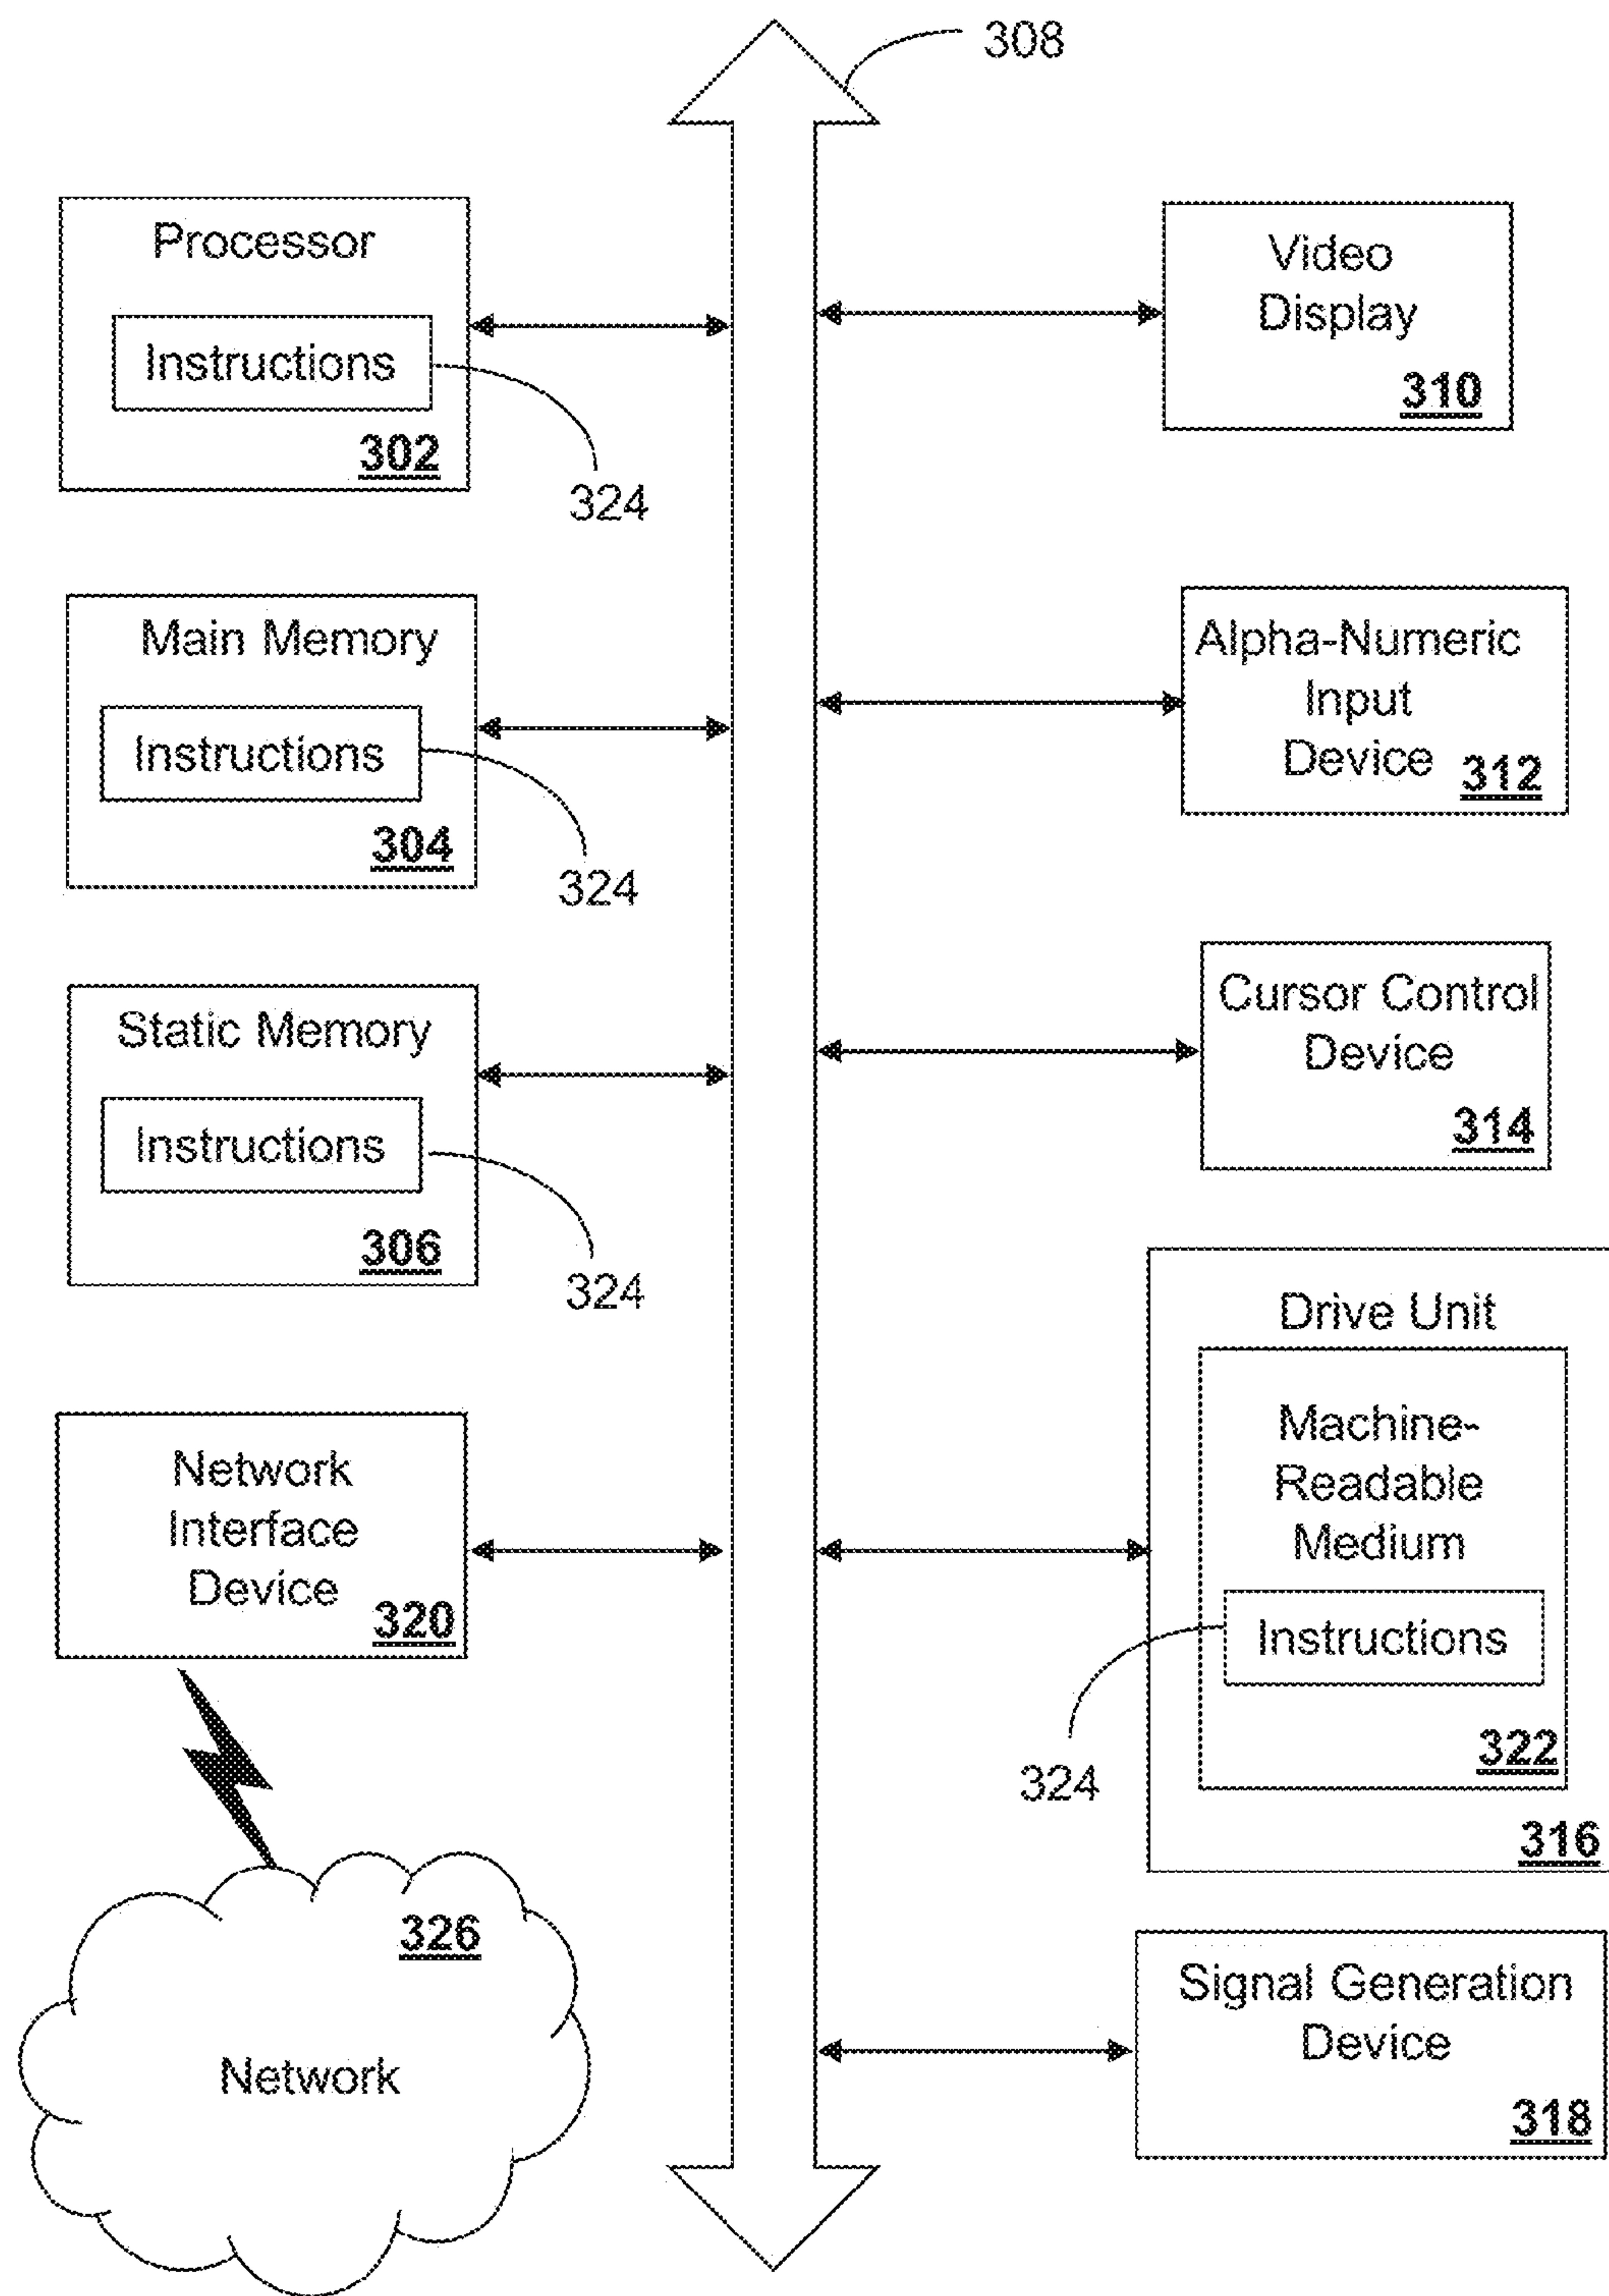 308
Processor
Instructions
302
324
Main Memory
Instructions
304
324
Static Memory
Instructions
306
324
Network
Interface
Device
320
326
Network
Video
Display
310
Alpha-Numeric
Input
Device
312
Cursor Control
Device
314
Drive Unit
Machine-
Readable
Medium
Instructions
322
324
316
Signal Generation
Device
318